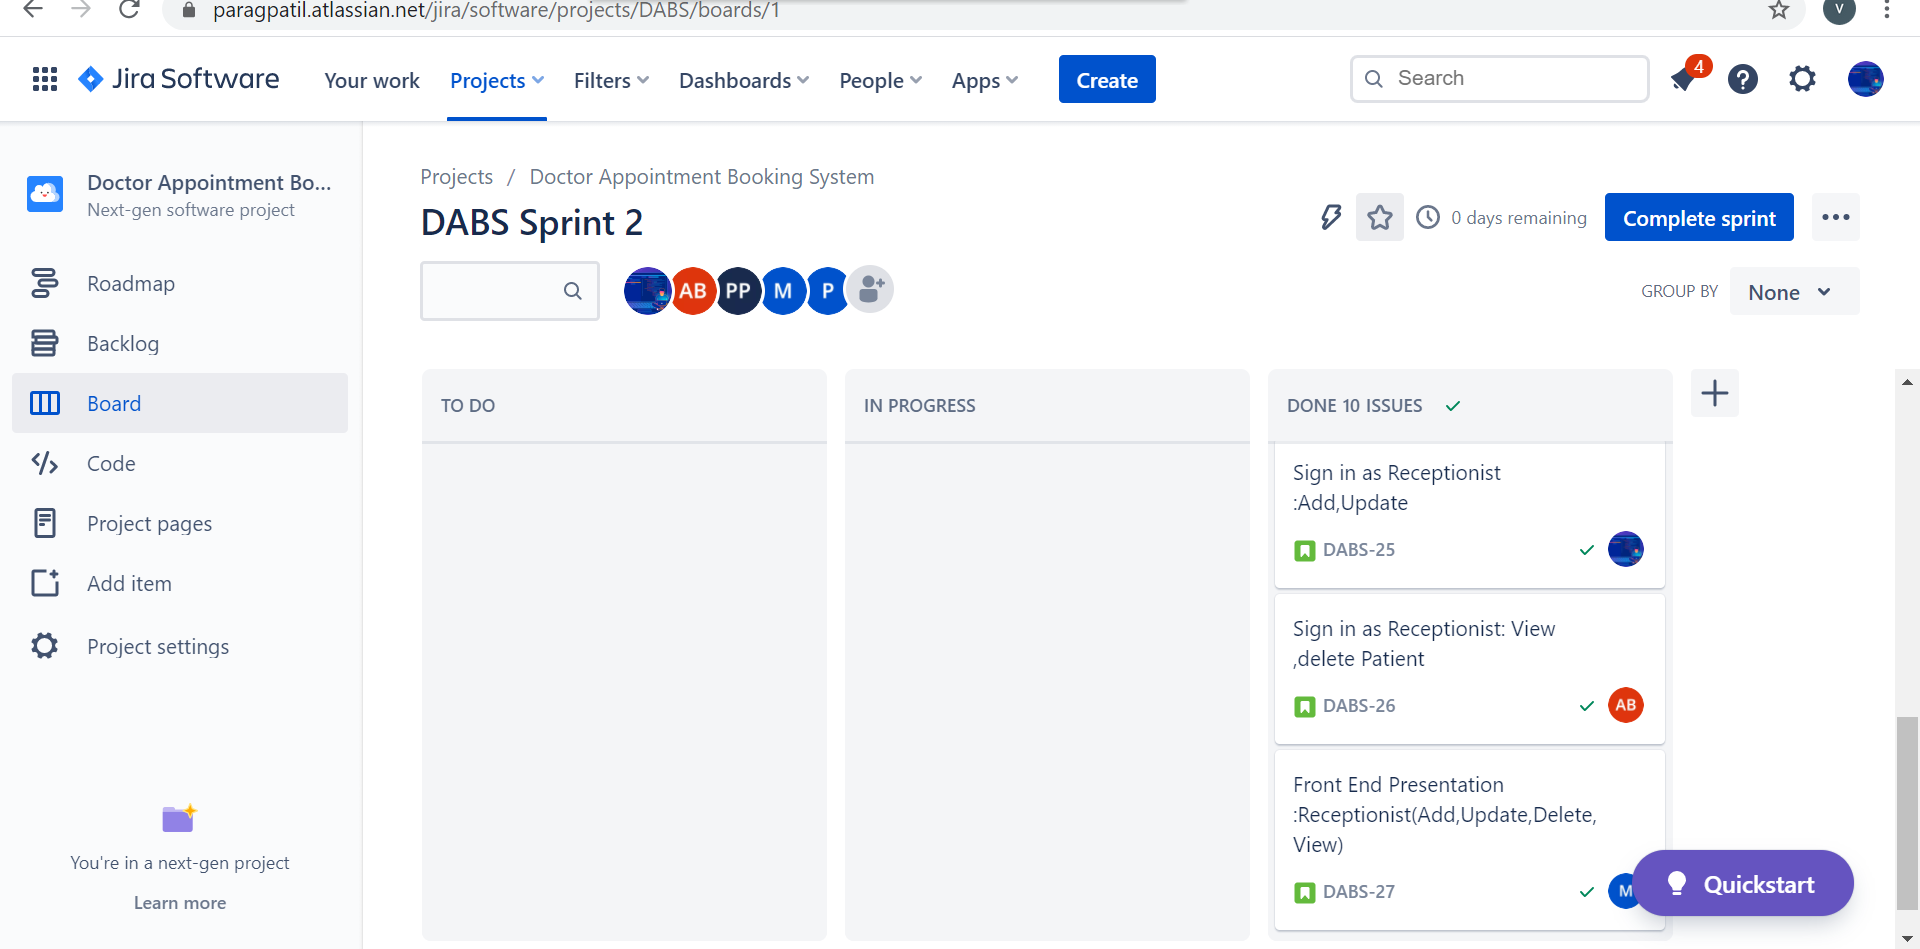 paragpatil.atlassian.net/jira/software/projects/DABS/boards/1
V
Jira Software
Your work
Projects
Filters
Dashboards
People
Apps
Create
Search
4
Doctor Appointment Bo...
Next-gen software project
Roadmap
Backlog
Board
Code
Project pages
Add item
Project settings
You're in a next-gen project
Learn more
Projects / Doctor Appointment Booking System
DABS Sprint 2
0 days remaining
Complete sprint
AB
PP
M
P
GROUP BY
None
TO DO
IN PROGRESS
DONE 10 ISSUES
Sign in as Receptionist
:Add,Update
DABS-25
Sign in as Receptionist: View
,delete Patient
DABS-26
AB
Front End Presentation
:Receptionist(Add,Update,Delete,
View)
DABS-27
M
Quickstart